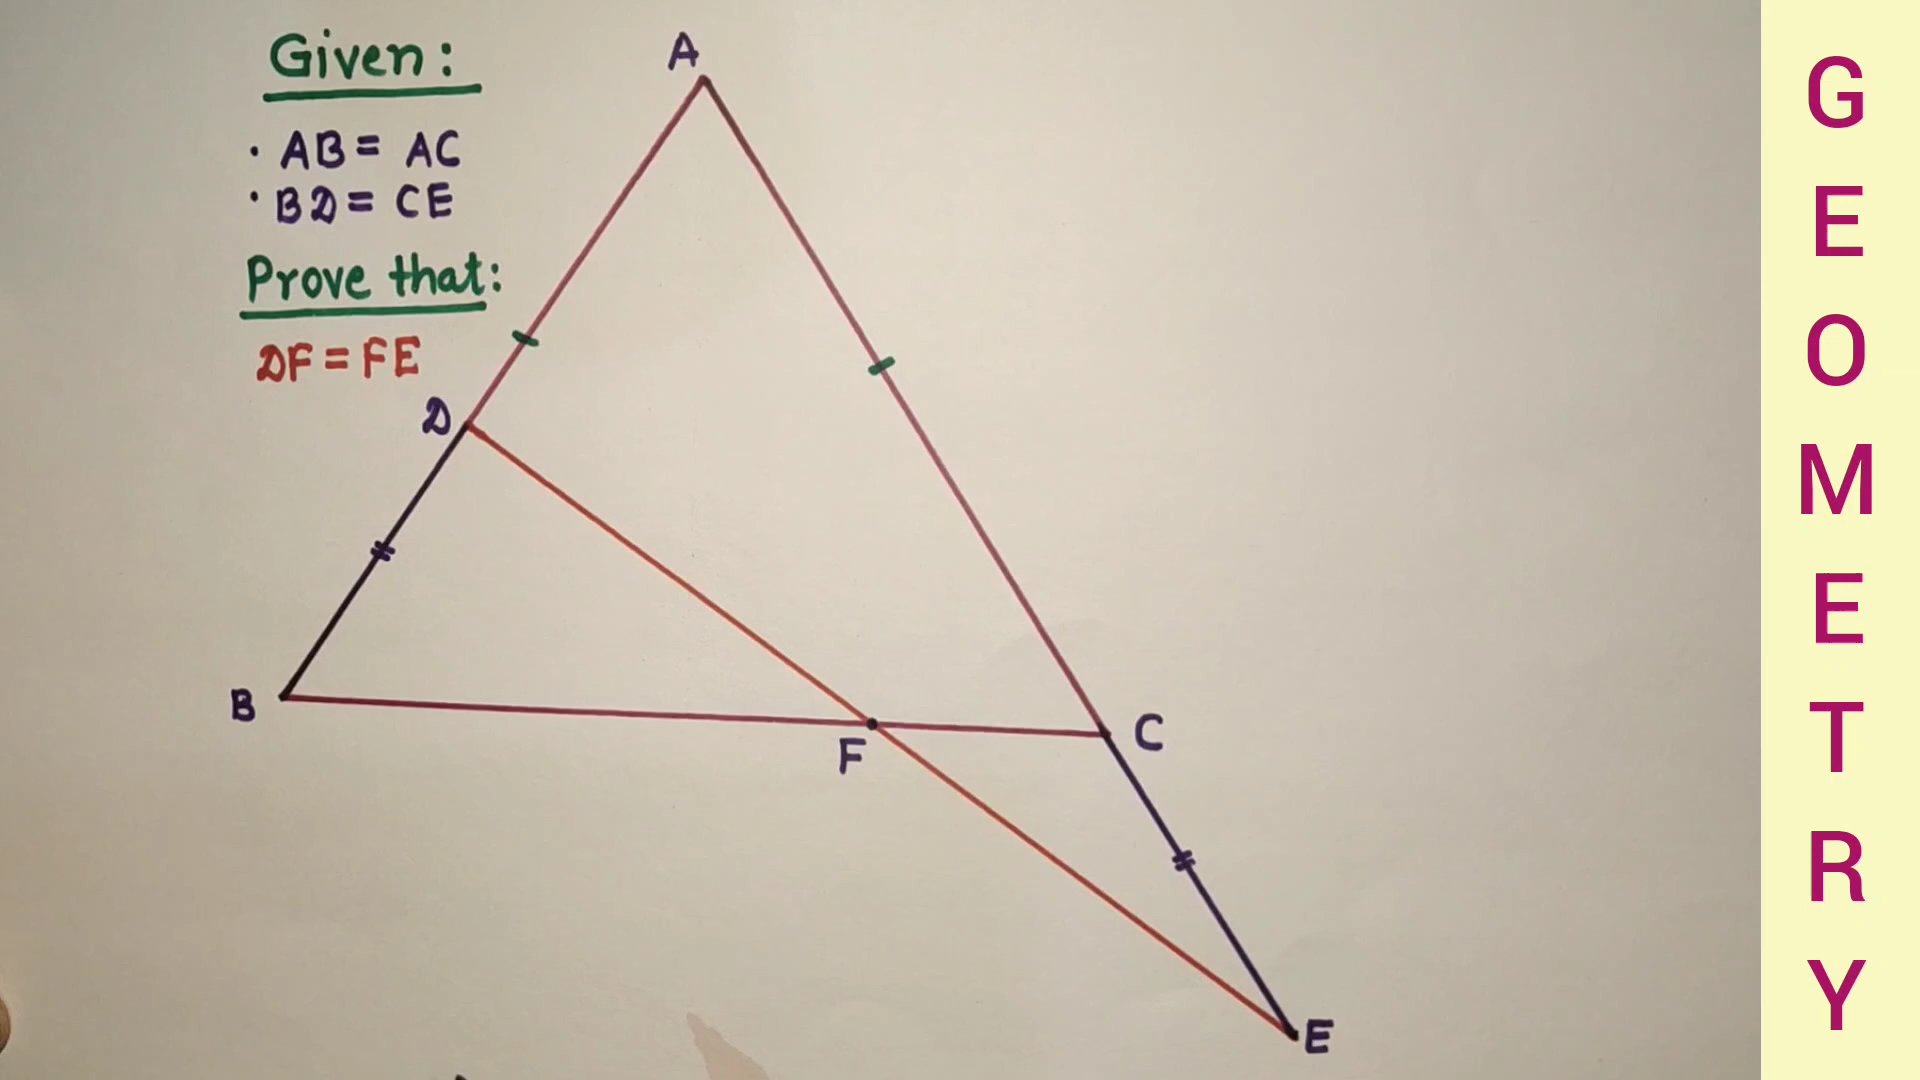 Given:
· AB = AC
· BD = CE
Prove that:
DF = FE
A
D
B
F
C
E
GEOMETRY